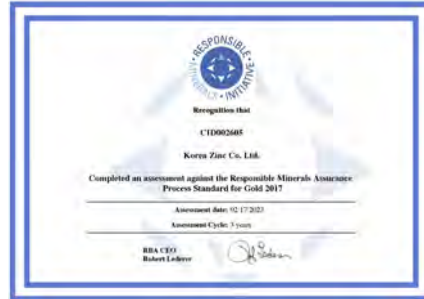 RESPONSIBLE
MINERALS • INITIATIVE
Recognition that
CID002605
Korea Zinc Co. Ltd.
Completed an assessment against the Responsible Minerals Assurance
Process Standard for Gold 2017
Assessment date: 02/17/2023
Assessment Cycle: 3 years
RBA CEO
Robert Lederer